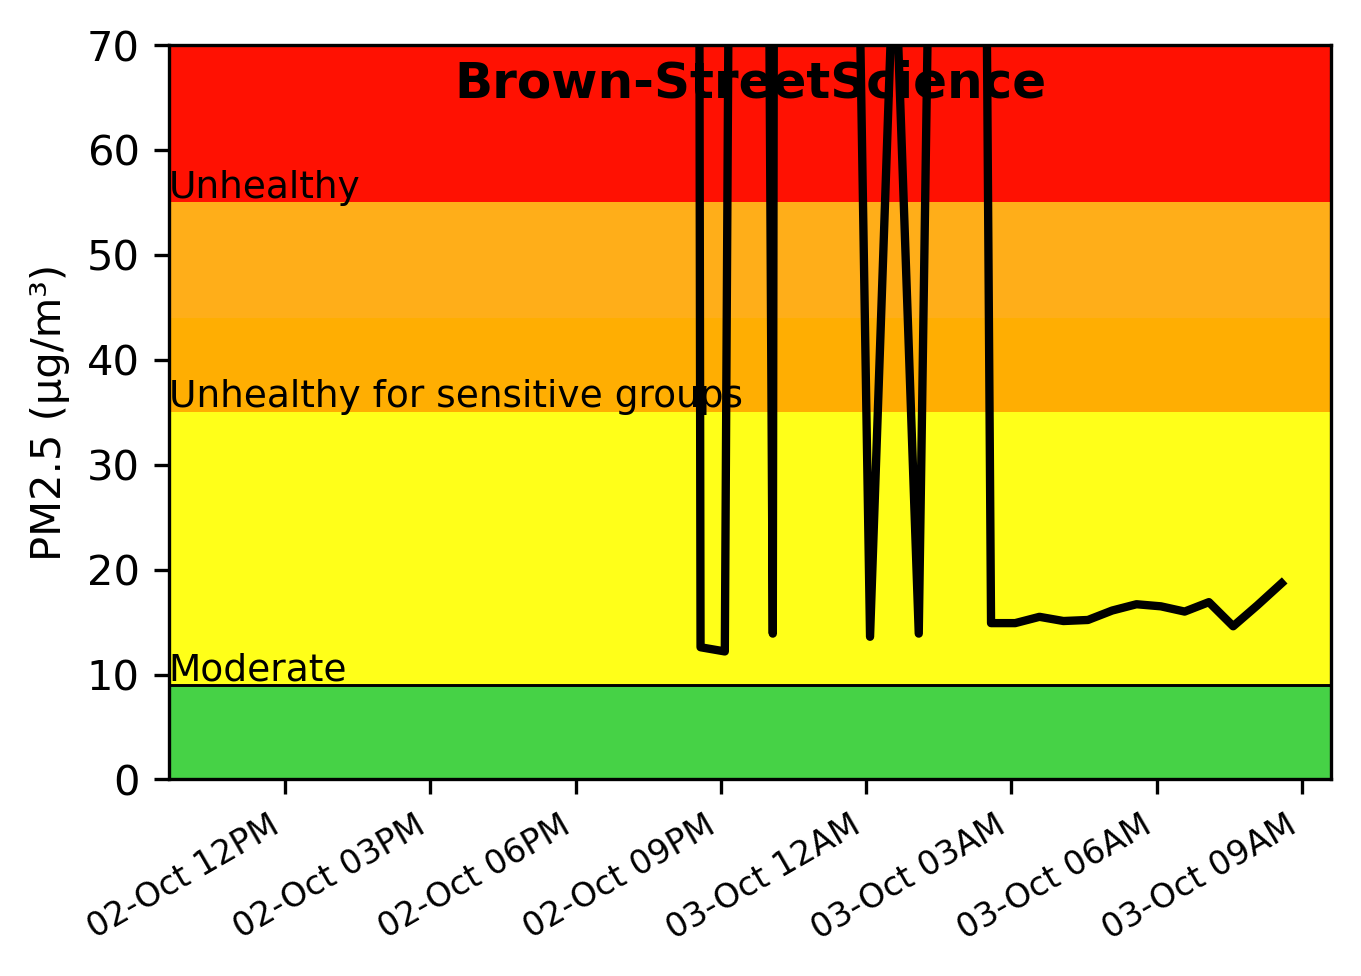 Brown-StreetScience
PM2.5 (µg/m³)
70
60
50
40
30
20
10
0
Unhealthy
Unhealthy for sensitive groups
Moderate
02-Oct 12PM
02-Oct 03PM
02-Oct 06PM
02-Oct 09PM
03-Oct 12AM
03-Oct 03AM
03-Oct 06AM
03-Oct 09AM